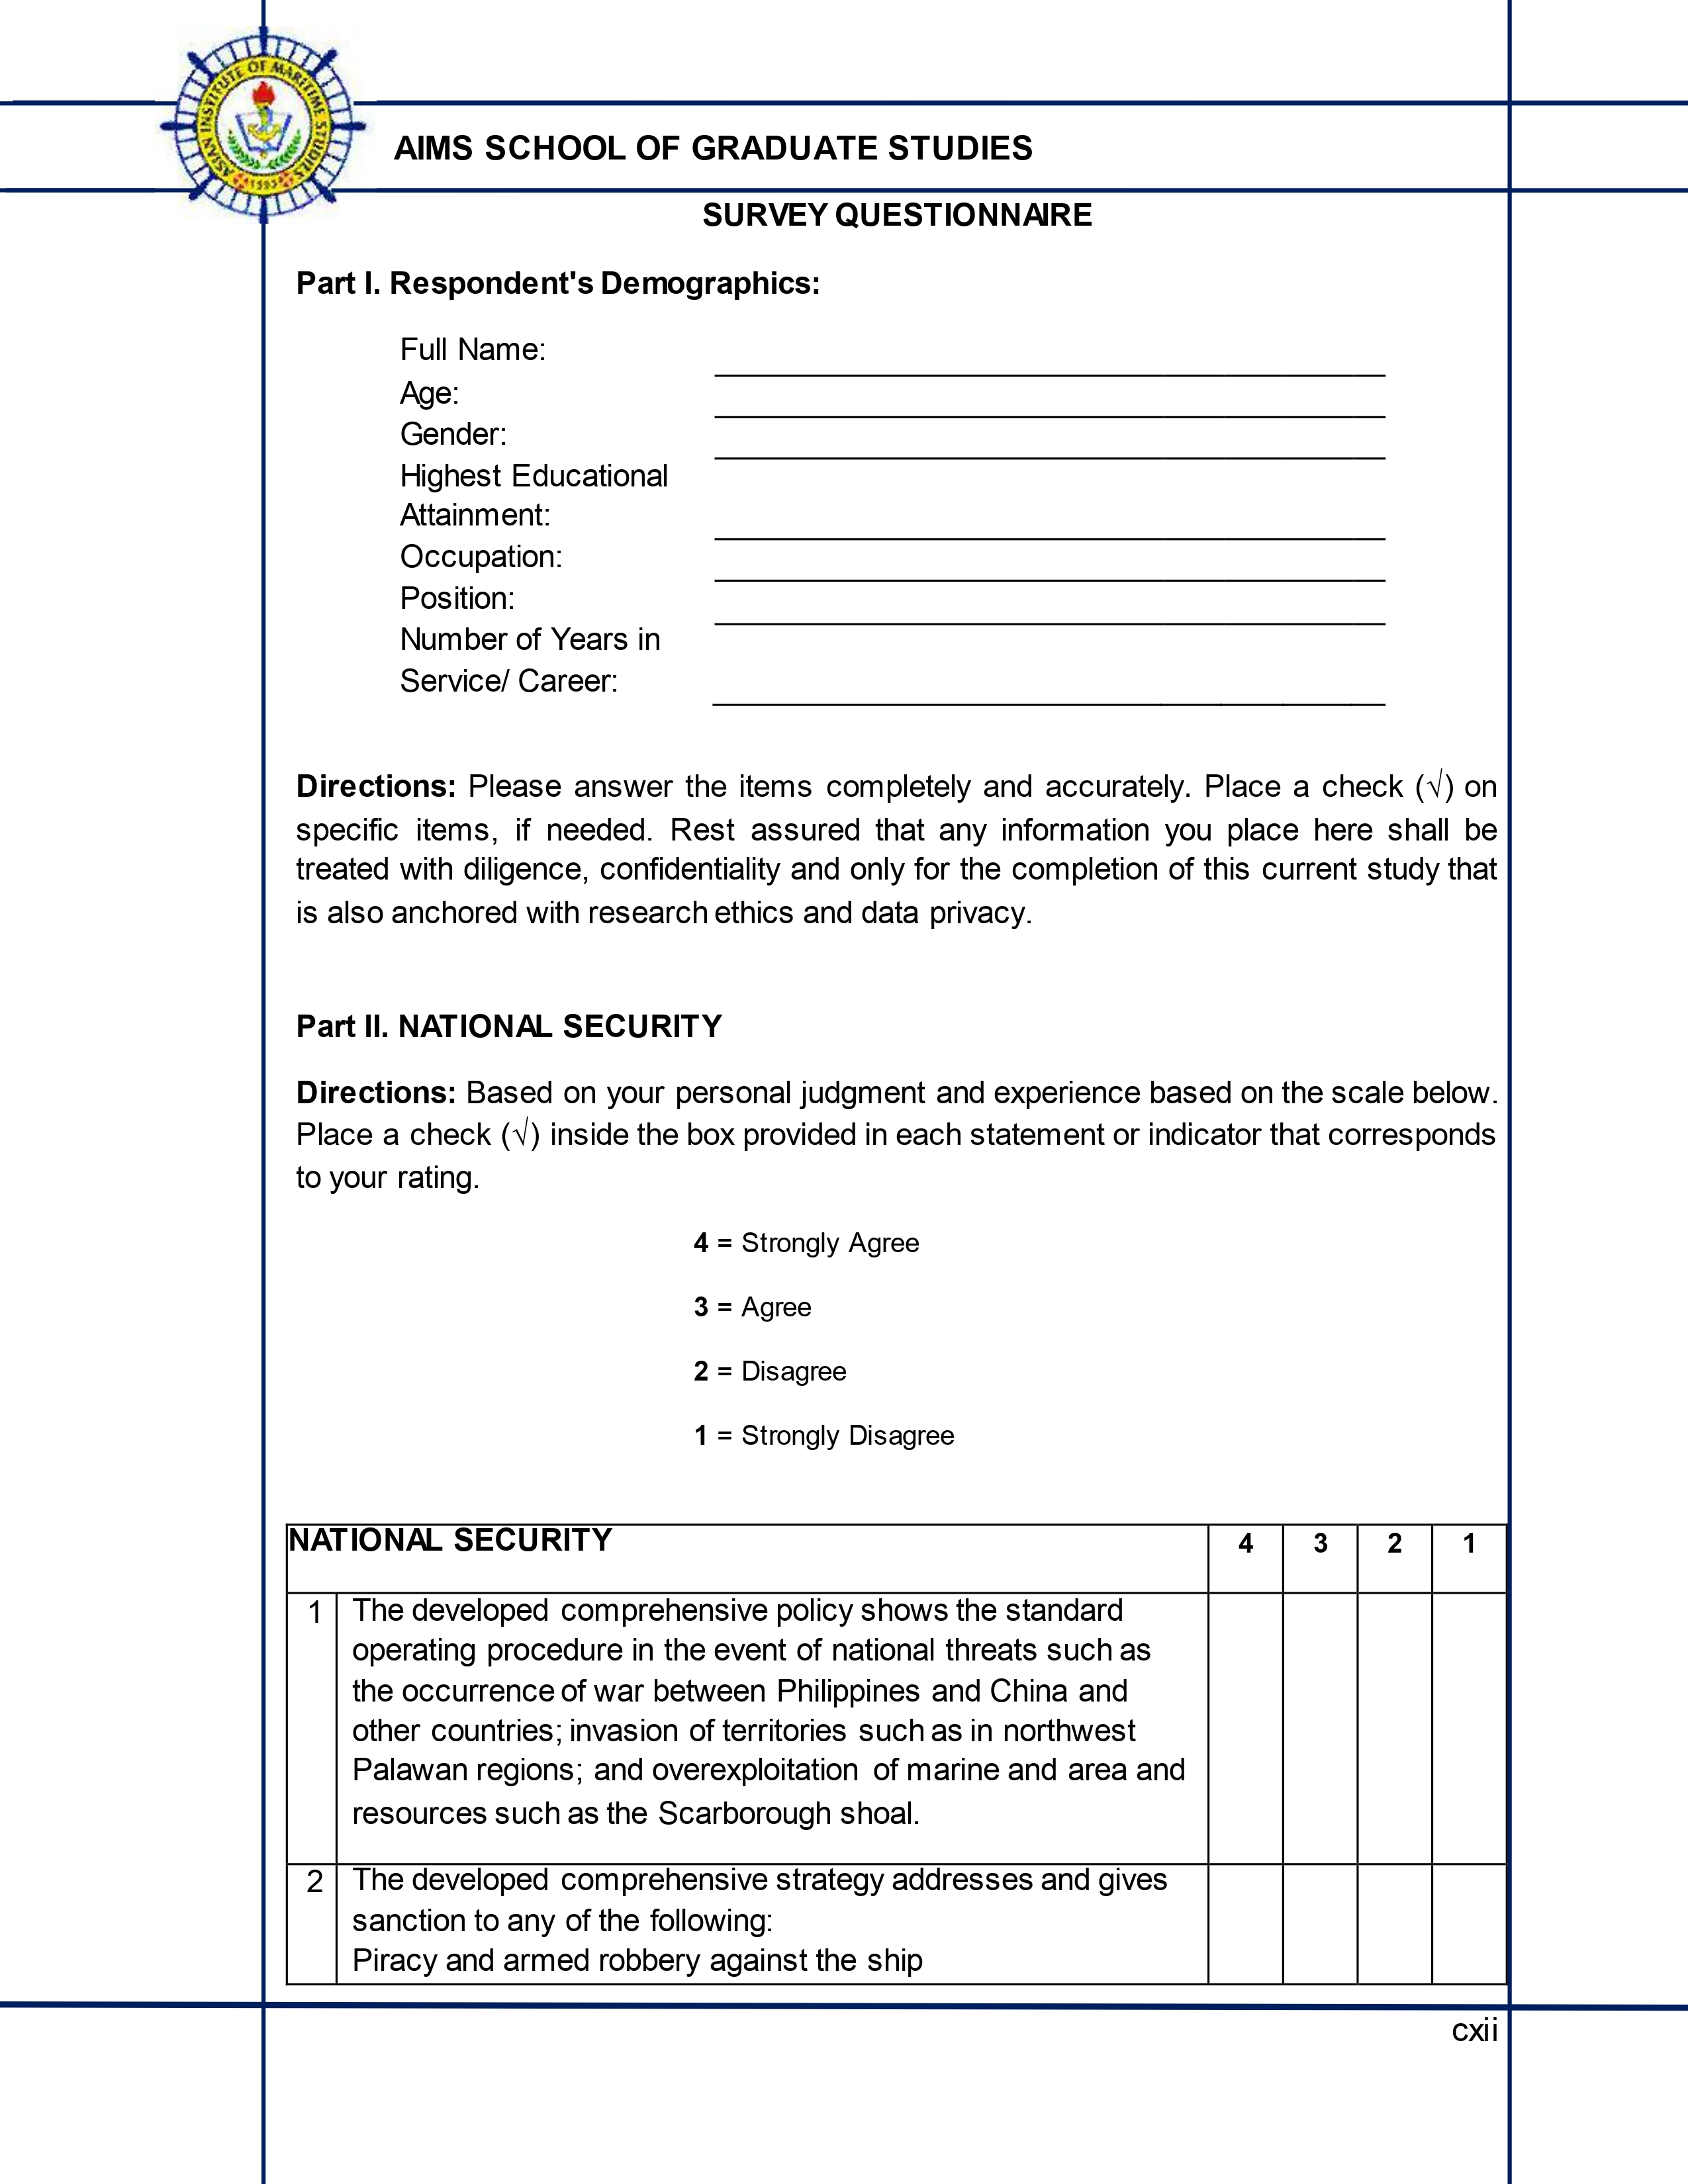 ASIAN INSTITUTE OF MARITIME STUDIES
1993
AIMS SCHOOL OF GRADUATE STUDIES
SURVEY QUESTIONNAIRE
Part I. Respondent's Demographics:
Full Name:
Age:
Gender:
Highest Educational
Attainment:
Occupation:
Position:
Number of Years in
Service/ Career:
Directions: Please answer the items completely and accurately. Place a check (√) on
specific items, if needed. Rest assured that any information you place here shall be
treated with diligence, confidentiality and only for the completion of this current study that
is also anchored with research ethics and data privacy.
Part II. NATIONAL SECURITY
Directions: Based on your personal judgment and experience based on the scale below.
Place a check (√) inside the box provided in each statement or indicator that corresponds
to your rating.
4 = Strongly Agree
3 = Agree
2 = Disagree
1 = Strongly Disagree
NATIONAL SECURITY 4 3 2 1
1 The developed comprehensive policy shows the standard
operating procedure in the event of national threats such as
the occurrence of war between Philippines and China and
other countries; invasion of territories such as in northwest
Palawan regions; and overexploitation of marine and area and
resources such as the Scarborough shoal.
2 The developed comprehensive strategy addresses and gives
sanction to any of the following:
Piracy and armed robbery against the ship
cxii